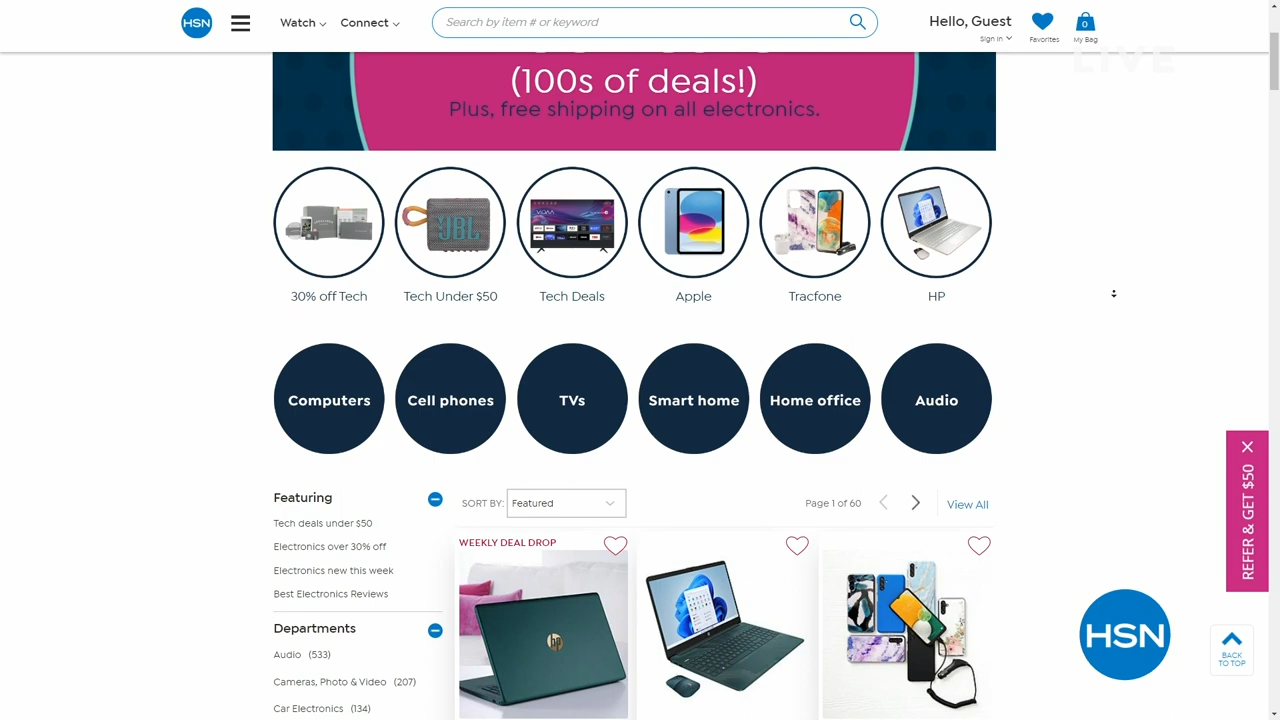 HSN
Watch
Connect
Search by item # or keyword
Hello, Guest
Sign In
Favorites
0
My Bag
LIVE
(100s of deals!)
Plus, free shipping on all electronics.
JBL
30% off Tech
Tech Under $50
Tech Deals
Apple
Tracfone
HP
Computers
Cell phones
TVs
Smart home
Home office
Audio
Featuring
SORT BY:
Featured
Page 1 of 60
View All
Tech deals under $50
Electronics over 30% off
Electronics new this week
Best Electronics Reviews
Departments
Audio (533)
Cameras, Photo & Video (207)
Car Electronics (134)
WEEKLY DEAL DROP
hp
REFER & GET $50
HSN
BACK
TO TOP